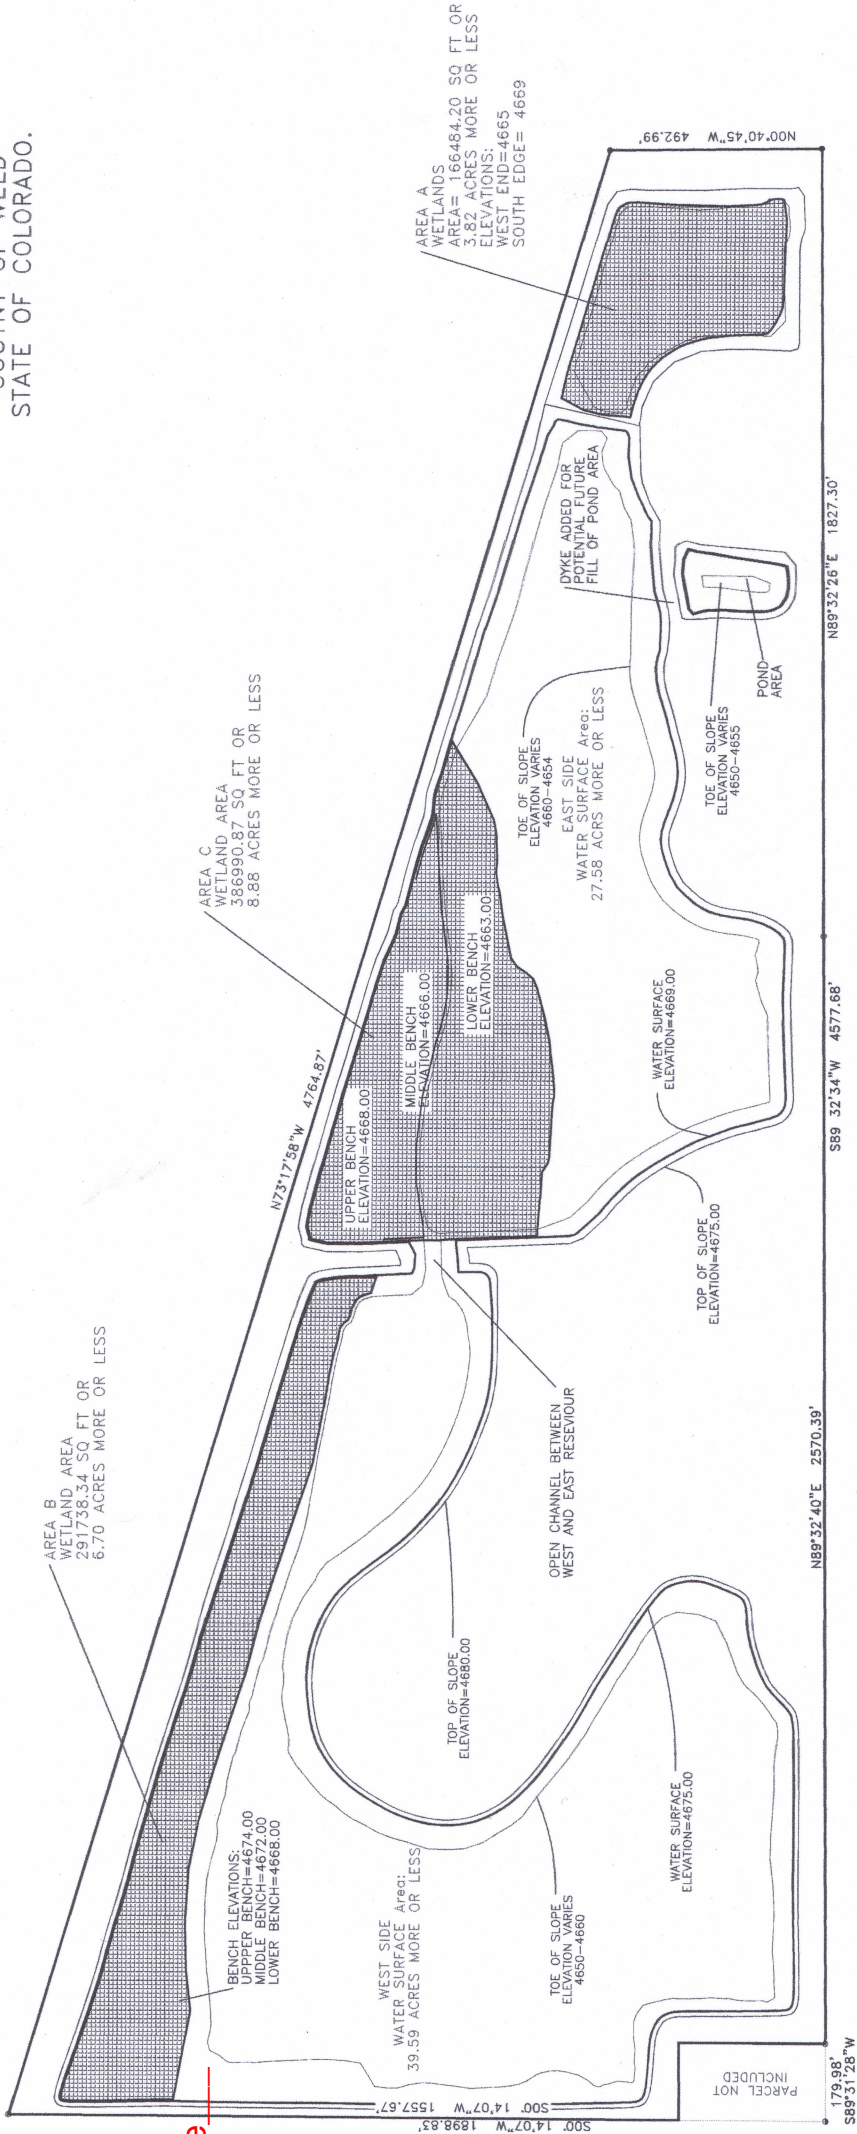 STATE OF COLORADO.
AREA A
WETLANDS
AREA= 166484.20 SQ FT OR
3.82 ACRES MORE OR LESS
ELEVATIONS:
WEST END=4665
SOUTH EDGE= 4669
N00°40'45"W 492.99'
AREA C
WETLAND AREA
386990.87 SQ FT OR
8.88 ACRES MORE OR LESS
DYKE ADDED FOR
POTENTIAL FUTURE
FILL OF POND AREA
N89°32'26"E 1827.30'
TOE OF SLOPE
ELEVATION VARIES
4650-4655
POND
AREA
TOE OF SLOPE
ELEVATION VARIES
4660-4654
EAST SIDE
WATER SURFACE Area:
27.58 ACRS MORE OR LESS
UPPER BENCH
ELEVATION=4668.00
MIDDLE BENCH
ELEVATION=4666.00
LOWER BENCH
ELEVATION=4663.00
N73°17'58"W 4764.87'
WATER SURFACE
ELEVATION=4669.00
TOP OF SLOPE
ELEVATION=4675.00
S89 32'34"W 4577.68'
AREA B
WETLAND AREA
291738.34 SQ FT OR
6.70 ACRES MORE OR LESS
OPEN CHANNEL BETWEEN
WEST AND EAST RESEVIOUR
N89°32'40"E 2570.39'
TOP OF SLOPE
ELEVATION=4680.00
BENCH ELEVATIONS:
UPPPER BENCH=4674.00
MIDDLE BENCH=4672.00
LOWER BENCH=4668.00
WEST SIDE
WATER SURFACE Area:
39.59 ACRES MORE OR LESS
TOE OF SLOPE
ELEVATION VARIES
4650-4660
WATER SURFACE
ELEVATION=4675.00
S00 14'07"W 1557.67'
S00 14'07"W 1898.83'
PARCEL NOT
INCLUDED
179.98'
S89°31'28"W